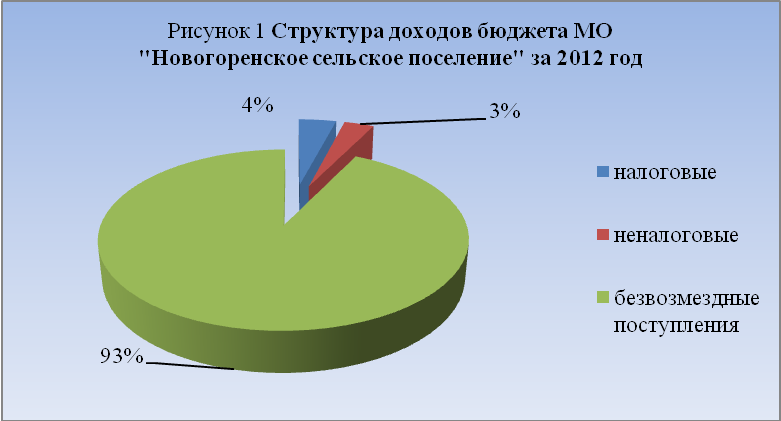 Рисунок 1 Структура доходов бюджета МО
"Новогоренское сельское поселение" за 2012 год
4%
3%
налоговые
неналоговые
безвозмездные
поступления
93%